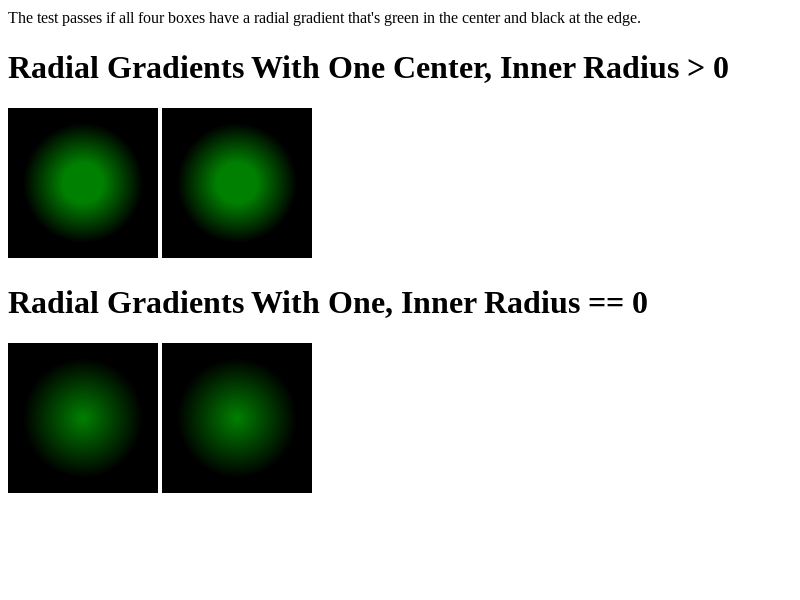 The test passes if all four boxes have a radial gradient that's green in the center and black at the edge.
Radial Gradients With One Center, Inner Radius > 0
Radial Gradients With One, Inner Radius == 0